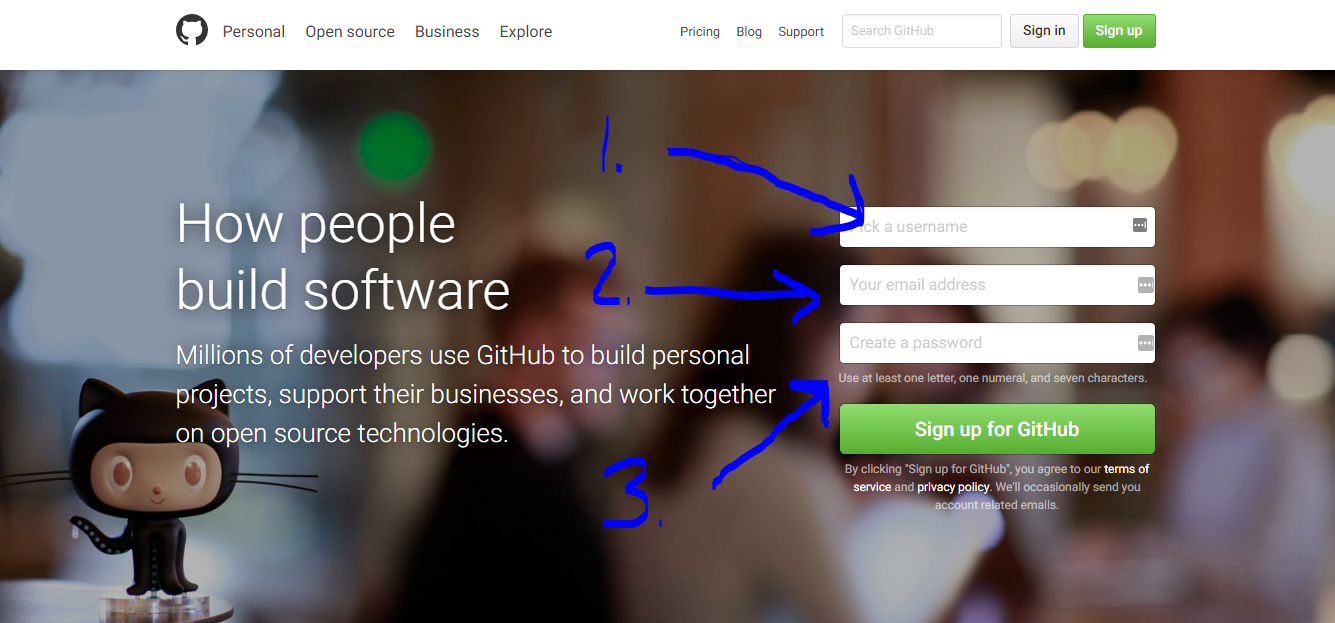 Personal Open source Business Explore Pricing Blog Support Search GitHub Sign in Sign up
1.
How people
build software
Millions of developers use GitHub to build personal
projects, support their businesses, and work together
on open source technologies.
2.
3.
ick a username
Your email address
Create a password
Use at least one letter, one numeral, and seven characters.
Sign up for GitHub
By clicking "Sign up for GitHub", you agree to our terms of
service and privacy policy. We'll occasionally send you
account related emails.